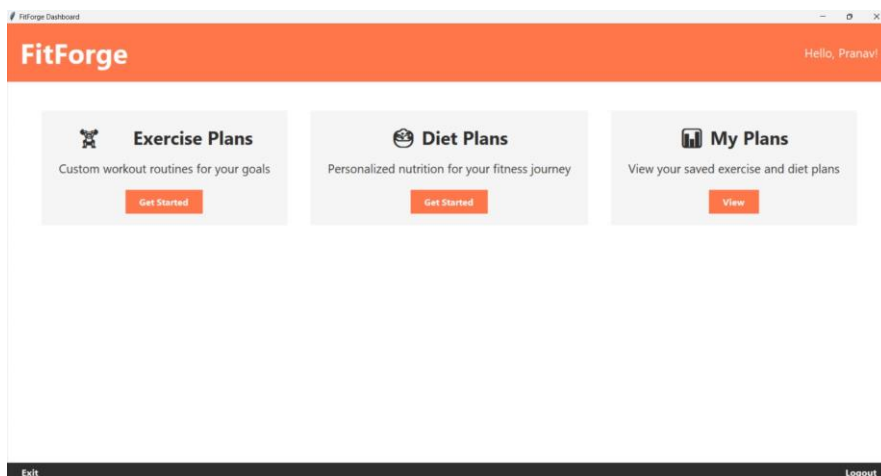 FitForge Dashboard
FitForge
Hello, Pranav!
Exercise Plans
Custom workout routines for your goals
Get Started
Diet Plans
Personalized nutrition for your fitness journey
Get Started
My Plans
View your saved exercise and diet plans
View
Exit
Logout